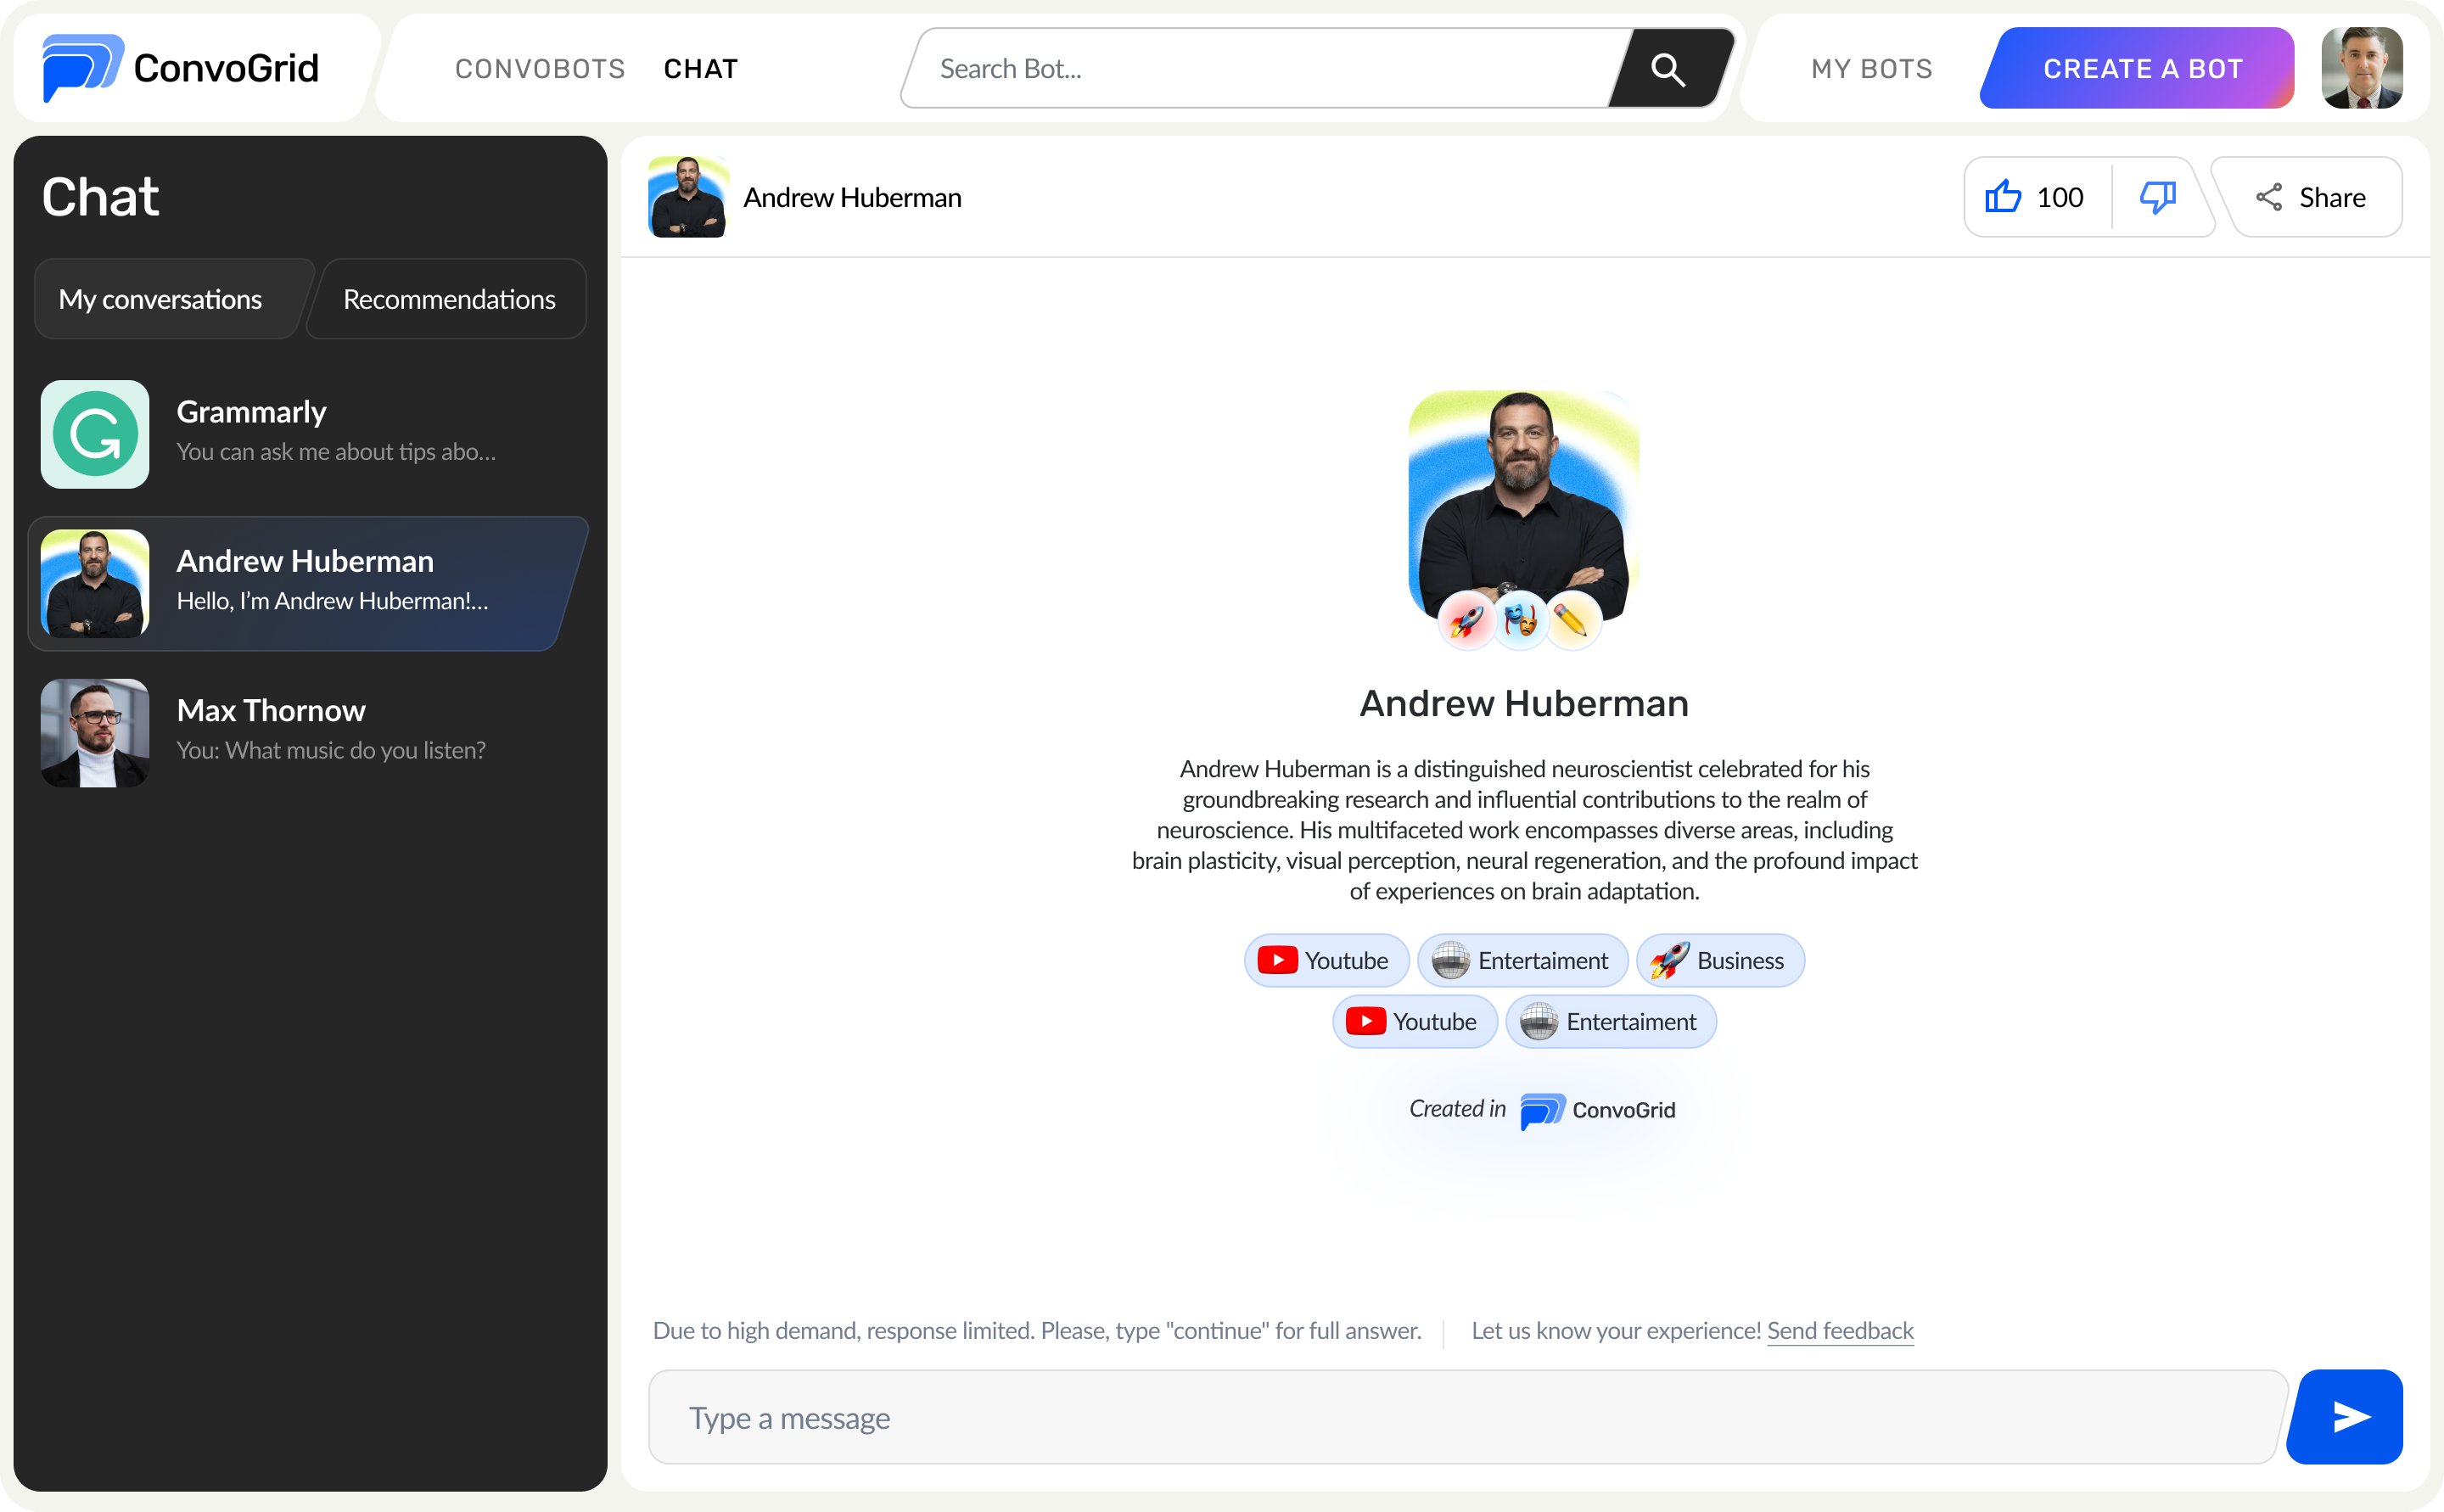 ConvoGrid
CONVOBOTS
CHAT
Search Bot...
MY BOTS
CREATE A BOT
Chat
My conversations
Recommendations
Grammarly
You can ask me about tips abo...
Andrew Huberman
Hello, I’m Andrew Huberman!...
Max Thornow
You: What music do you listen?
Andrew Huberman
100
Share
Andrew Huberman
Andrew Huberman is a distinguished neuroscientist celebrated for his
groundbreaking research and influential contributions to the realm of
neuroscience. His multifaceted work encompasses diverse areas, including
brain plasticity, visual perception, neural regeneration, and the profound impact
of experiences on brain adaptation.
Youtube
Entertaiment
Business
Youtube
Entertaiment
Created in ConvoGrid
Due to high demand, response limited. Please, type "continue" for full answer.
Let us know your experience! Send feedback
Type a message